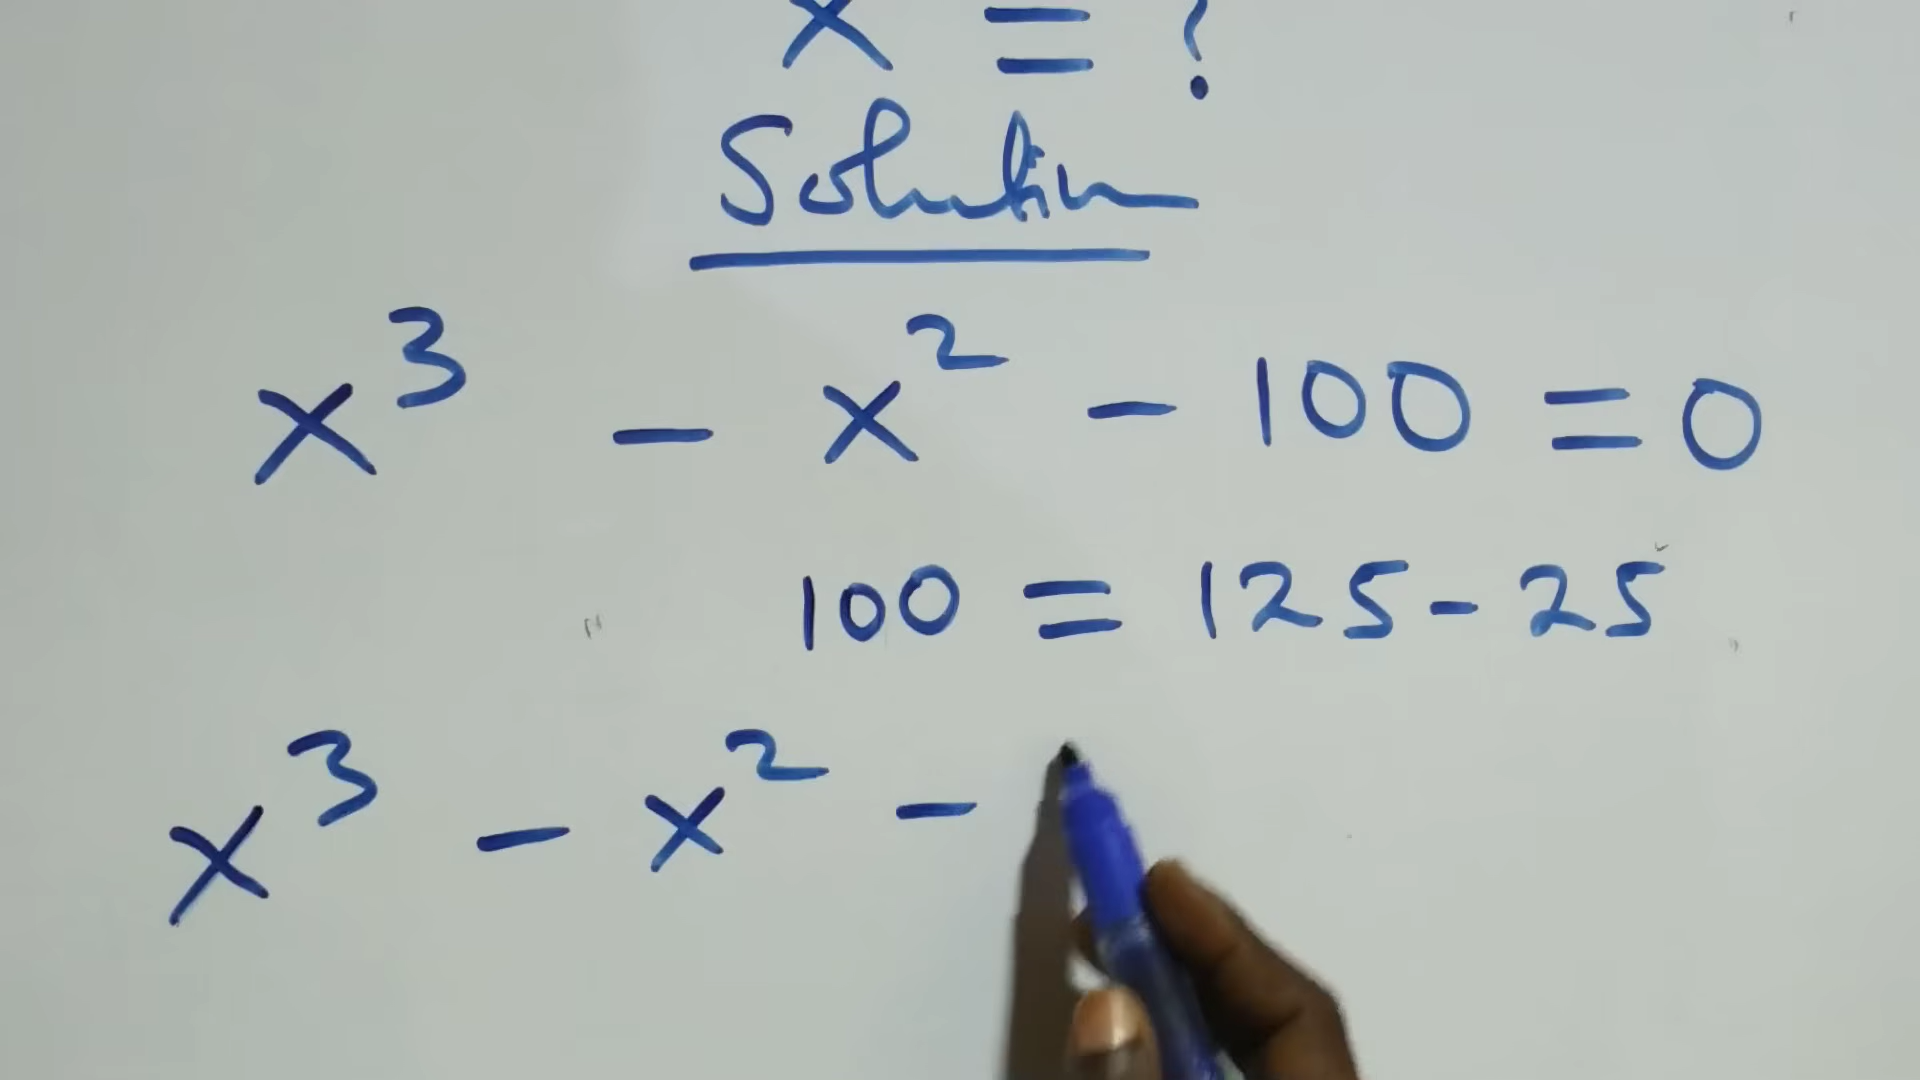 x = ?
Solution
x³ - x² - 100 = 0
100 = 125 - 25
x³ - x² -